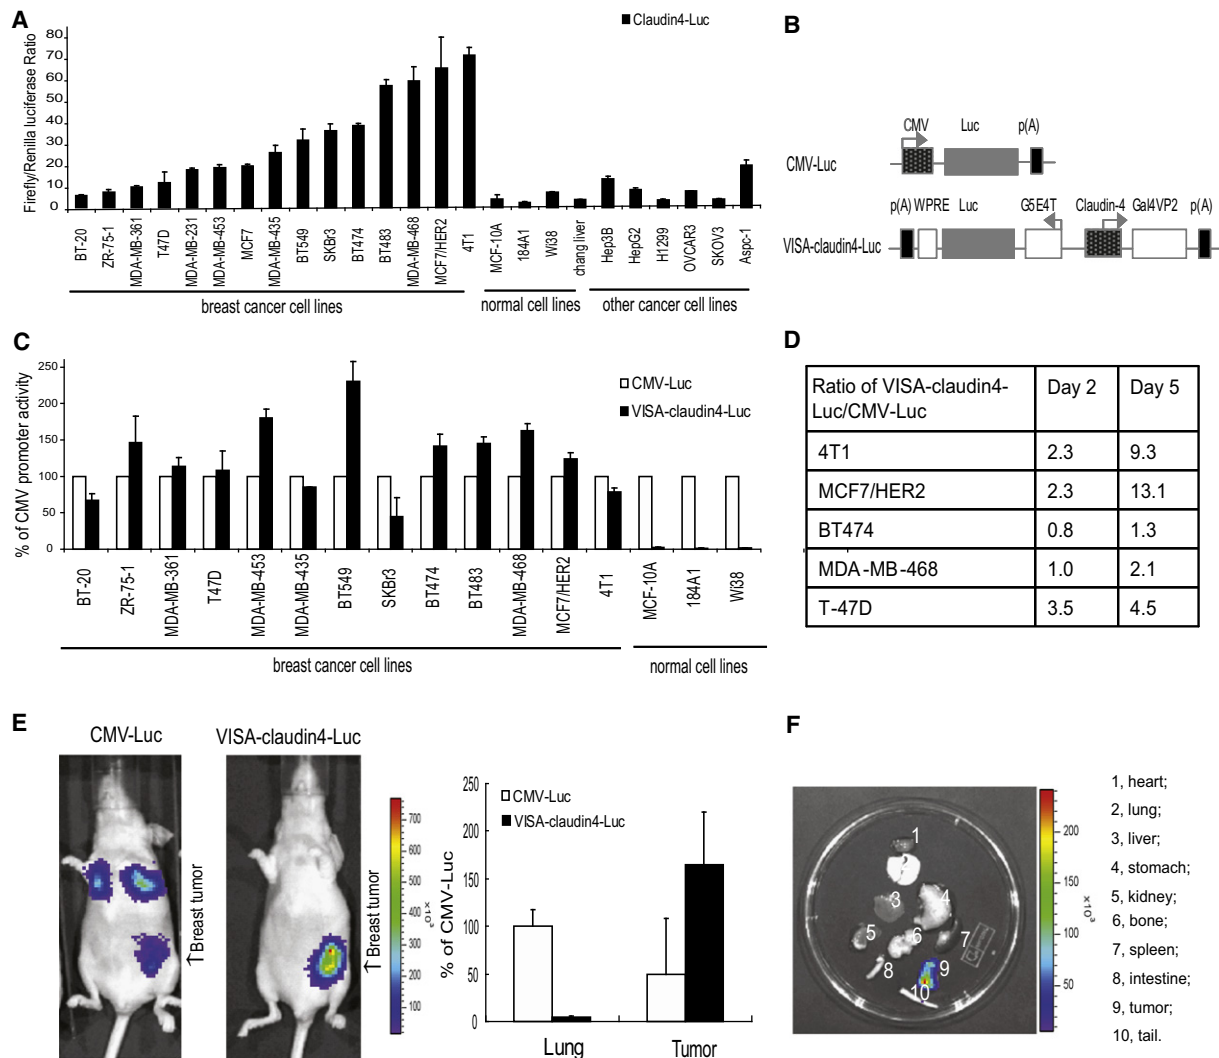 A
Claudin4-Luc
Firefly/Renilla luciferase Ratio
80
70
60
50
40
30
20
10
0
BT-20
ZR-75-1
MDA-MB-361
T47D
MDA-MB-231
MDA-MB-453
MCF7
MDA-MB-435
BT549
SKBr3
BT474
BT483
MDA-MB-468
MCF7/HER2
4T1
MCF-10A
184A1
Wi38
chang liver
Hep3B
HepG2
H1299
OVCAR3
SKOV3
Aspc-1
breast cancer cell lines
normal cell lines
other cancer cell lines
B
CMV Luc p(A)
CMV-Luc
p(A) WPRE Luc G5E4T Claudin-4 Gal4VP2 p(A)
VISA-claudin4-Luc
C
% of CMV promoter activity
250
200
150
100
50
0
CMV-Luc
VISA-claudin4-Luc
BT-20
ZR-75-1
MDA-MB-361
T47D
MDA-MB-453
MDA-MB-435
BT549
SKBr3
BT474
BT483
MDA-MB-468
MCF7/HER2
4T1
MCF-10A
184A1
Wi38
breast cancer cell lines
normal cell lines
D
Ratio of VISA-claudin4-Luc/CMV-Luc Day 2 Day 5
4T1 2.3 9.3
MCF7/HER2 2.3 13.1
BT474 0.8 1.3
MDA-MB-468 1.0 2.1
T-47D 3.5 4.5
E
CMV-Luc
VISA-claudin4-Luc
↑Breast tumor
↑Breast tumor
700
600
500
400
300
200
100
×10³
% of CMV-Luc
250
200
150
100
50
0
CMV-Luc
VISA-claudin4-Luc
Lung
Tumor
F
1
3
4
5
6
7
8
9
10
200
150
100
50
×10³
1, heart;
2, lung;
3, liver;
4, stomach;
5, kidney;
6, bone;
7, spleen;
8, intestine;
9, tumor;
10, tail.